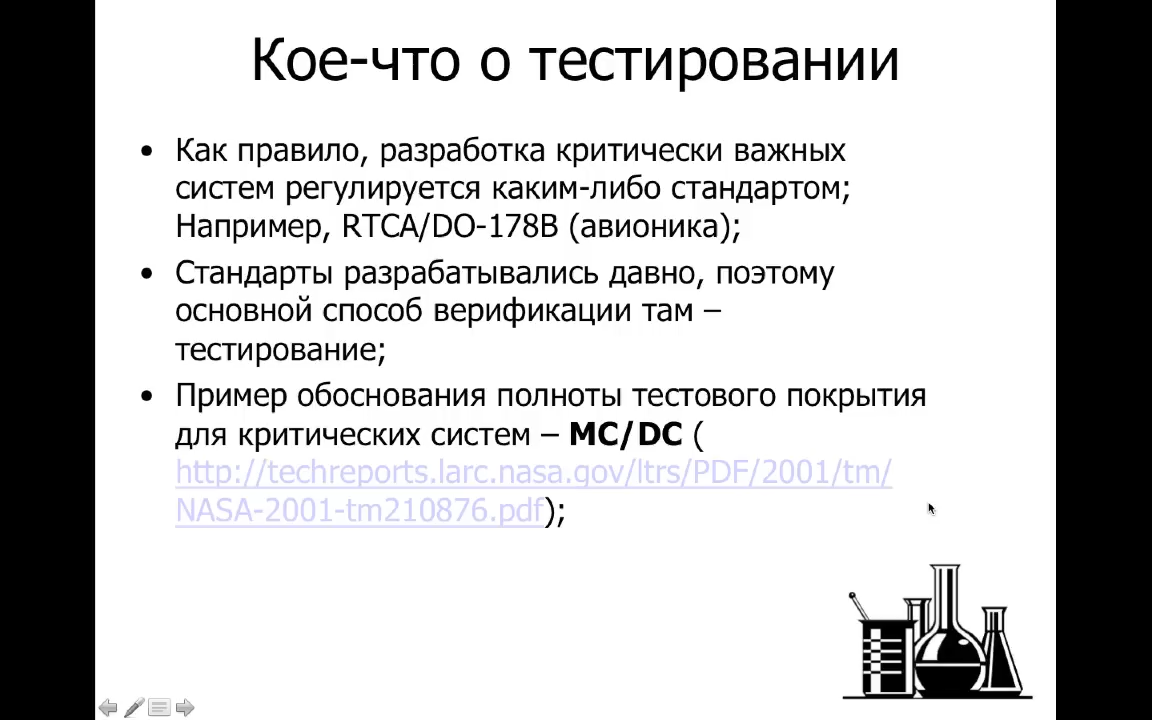 Кое-что о тестировании
• Как правило, разработка критически важных
систем регулируется каким-либо стандартом;
Например, RTCA/DO-178B (авионика);
• Стандарты разрабатывались давно, поэтому
основной способ верификации там –
тестирование;
• Пример обоснования полноты тестового покрытия
для критических систем – MC/DC (
http://techreports.larc.nasa.gov/ltrs/PDF/2001/tm/
NASA-2001-tm210876.pdf);